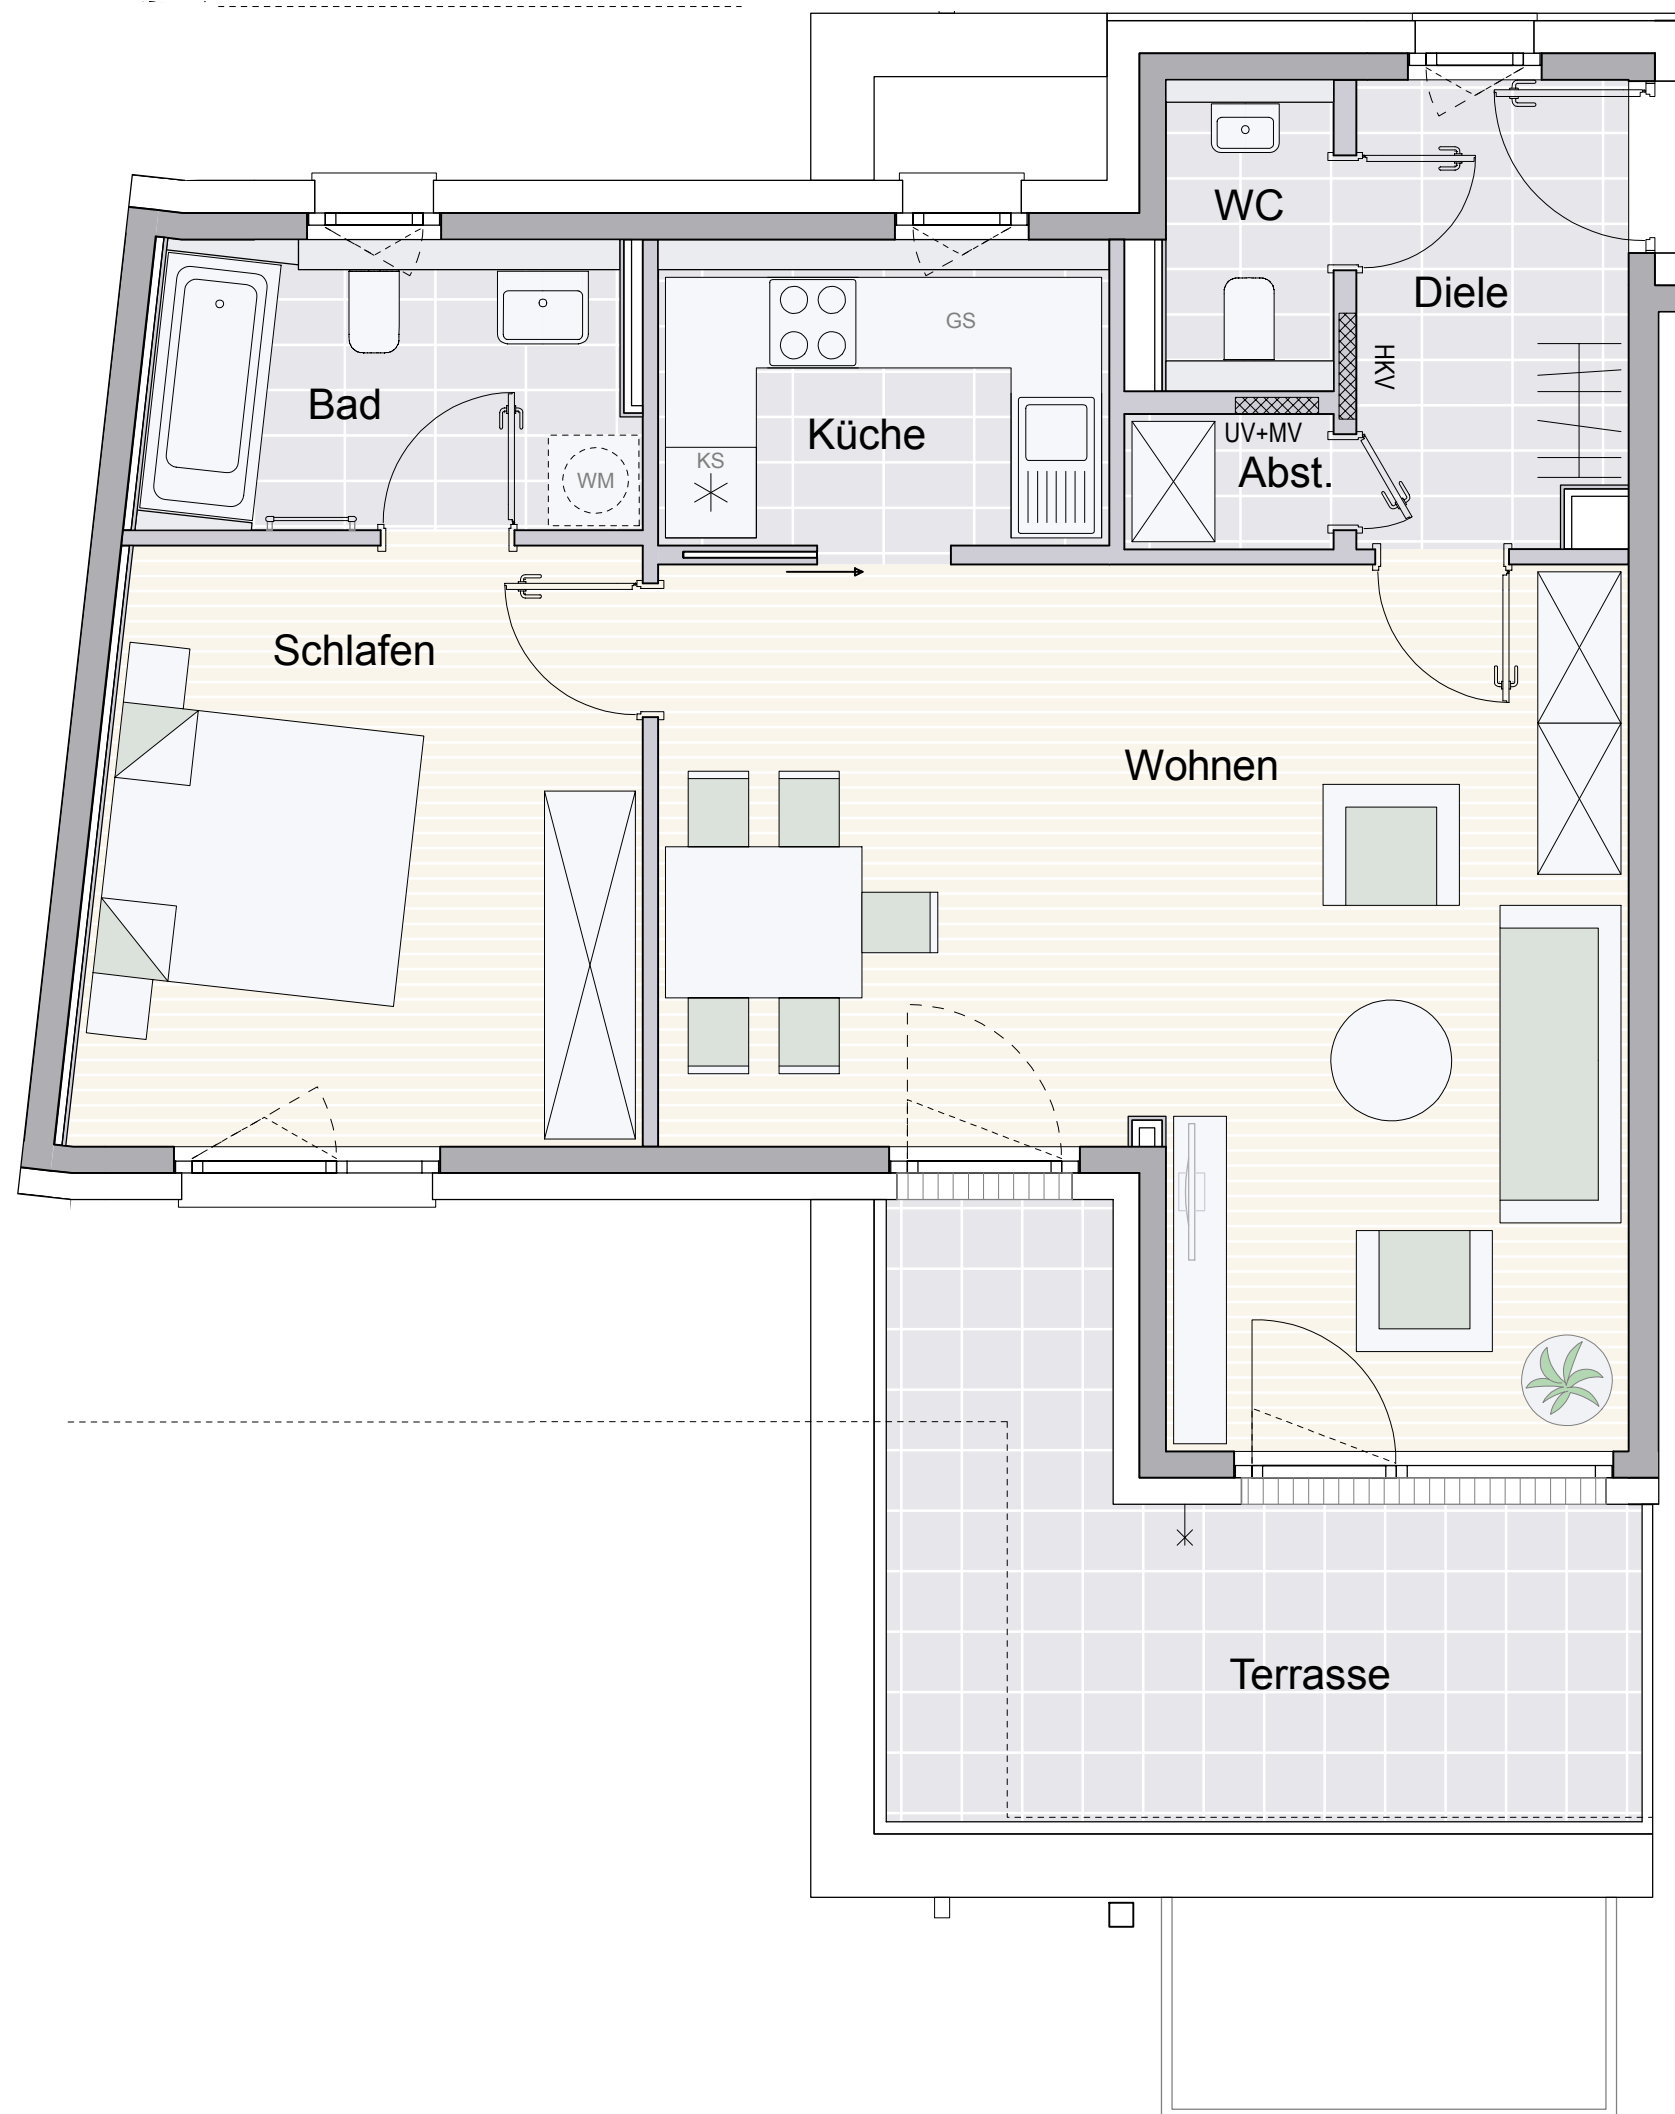 WC
Diele
GS
HKV
Bad
Küche
UV+MV
KS
Abst.
WM
Schlafen
Wohnen
Terrasse